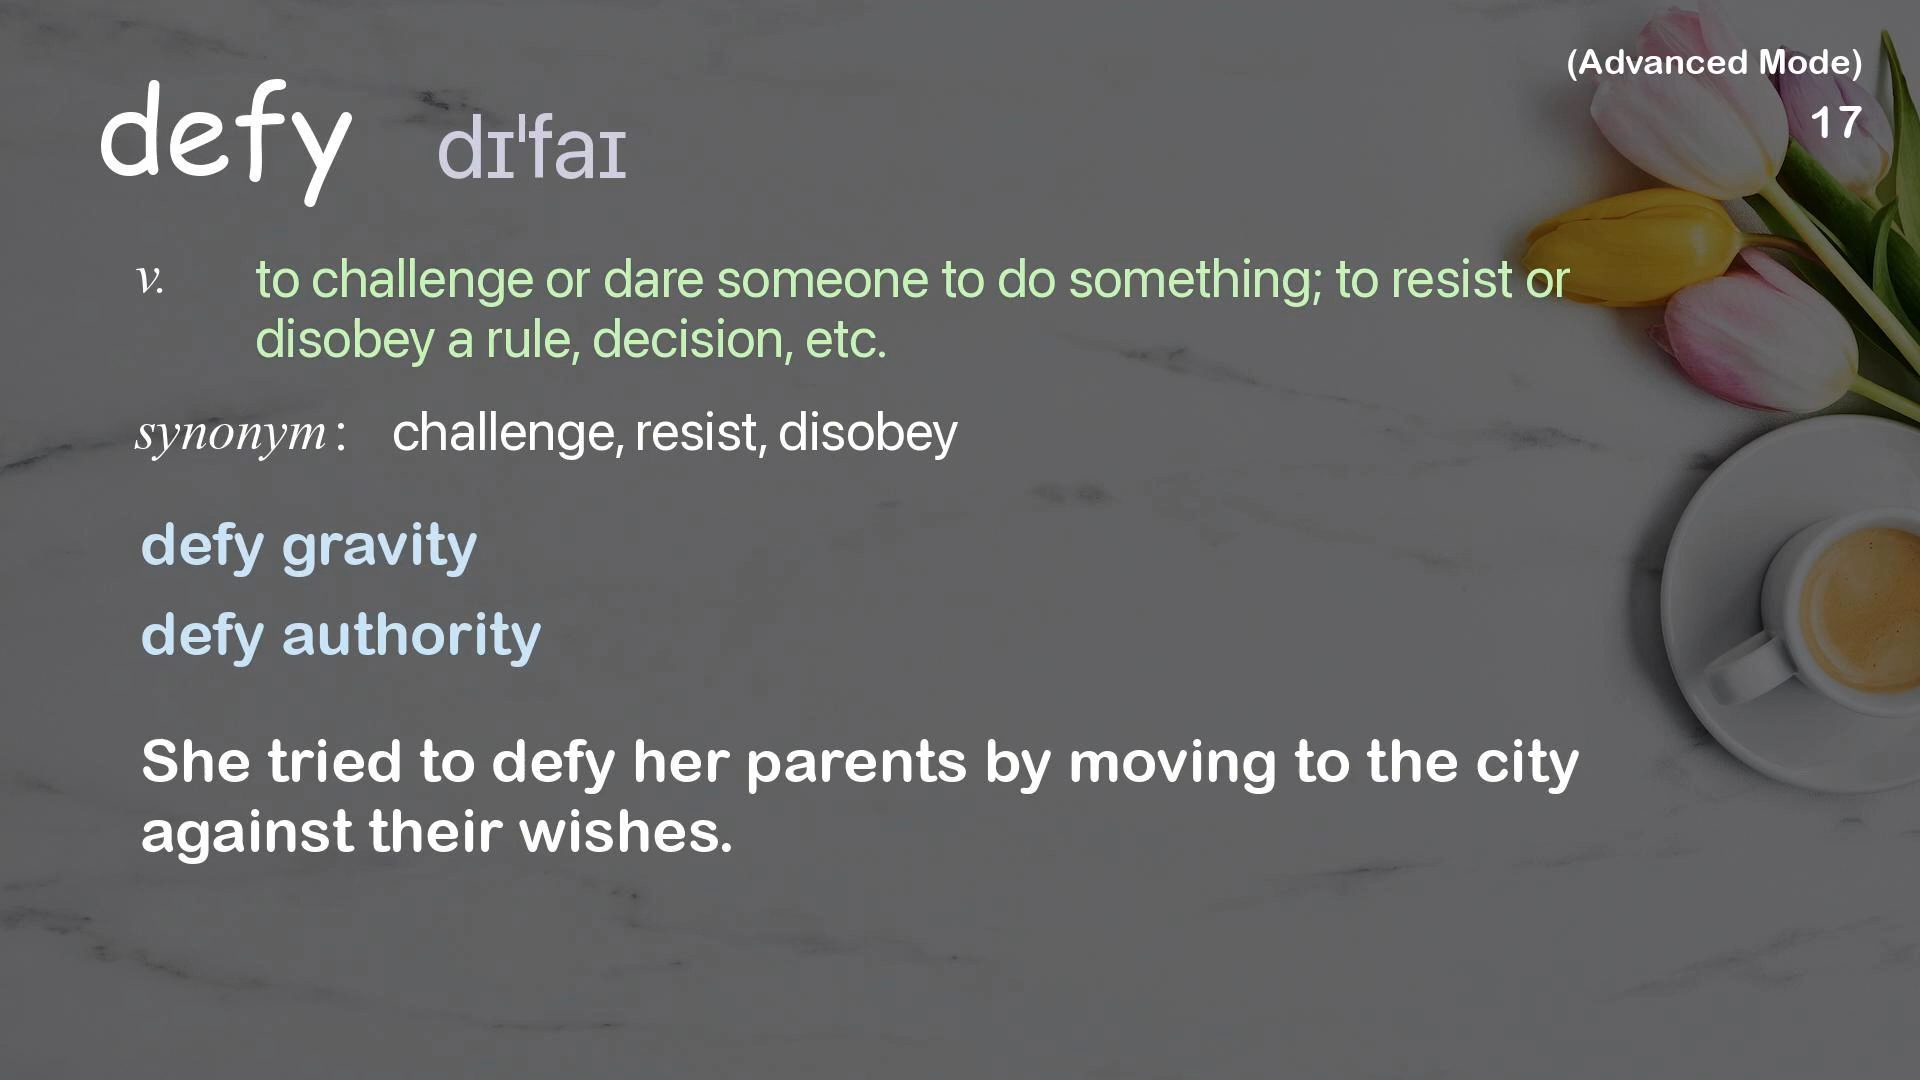 (Advanced Mode)
17
defy dɪˈfaɪ
v. to challenge or dare someone to do something; to resist or
disobey a rule, decision, etc.
synonym: challenge, resist, disobey
defy gravity
defy authority
She tried to defy her parents by moving to the city
against their wishes.